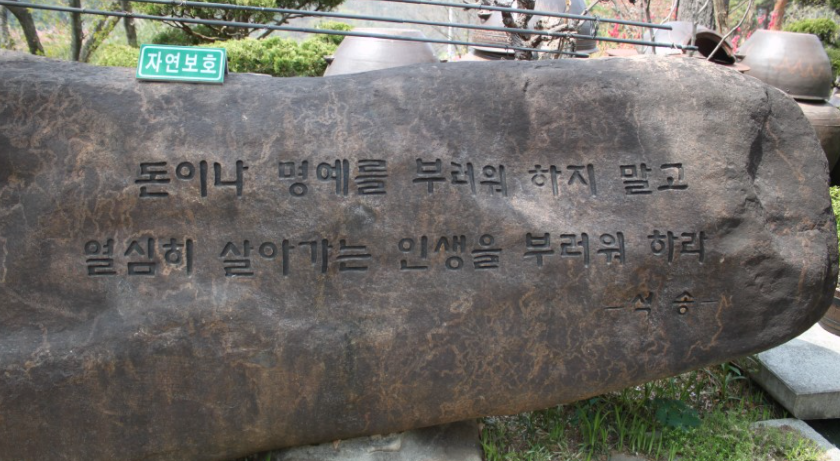 자연보호
돈이나 명예를 부러워 하지 말고
열심히 살아가는 인생을 부러워 하라
-석송-